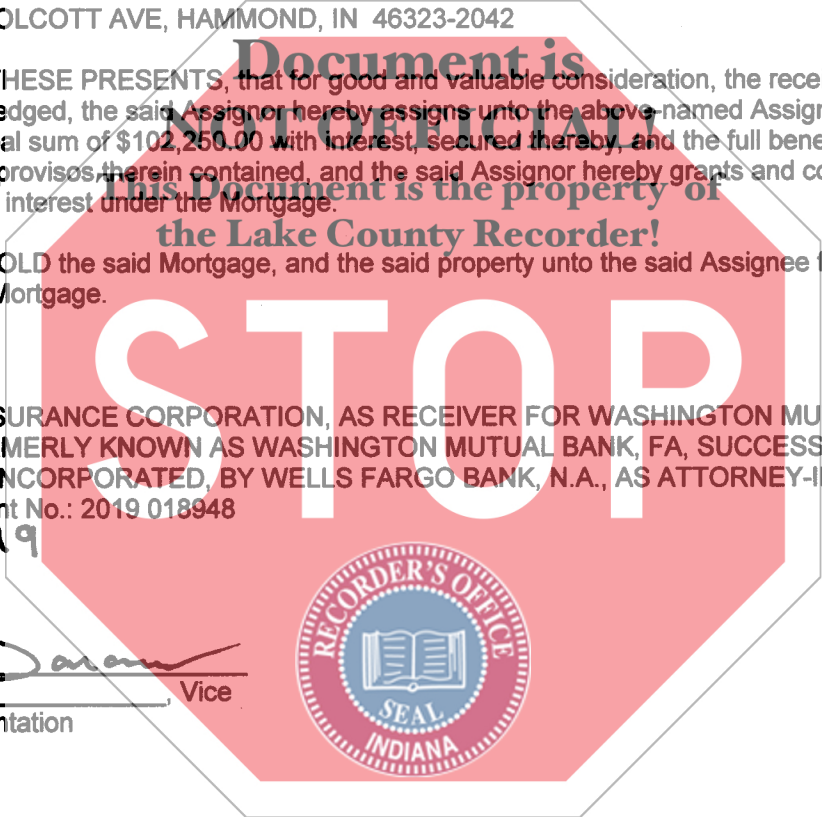 OLCOTT AVE, HAMMOND, IN 46323-2042
Document is
HESE PRESENTS, that for good and valuable consideration, the rece
edged, the said Assignor hereby assigns unto the above-named Assign
NOT OFFICIAL!
al sum of $102,250.00 with interest, secured thereby, and the full bene
provisos therein contained, and the said Assignor hereby grants and co
This Document is the property of
interest under the Mortgage.
the Lake County Recorder!
OLD the said Mortgage, and the said property unto the said Assignee f
Mortgage.
STOP
SURANCE CORPORATION, AS RECEIVER FOR WASHINGTON MU
MERLY KNOWN AS WASHINGTON MUTUAL BANK, FA, SUCCESS
NCORPORATED, BY WELLS FARGO BANK, N.A., AS ATTORNEY-I
nt No.: 2019 018948
19
RECORDER'S OFFICE
SEAL
INDIANA
, Vice
ntation